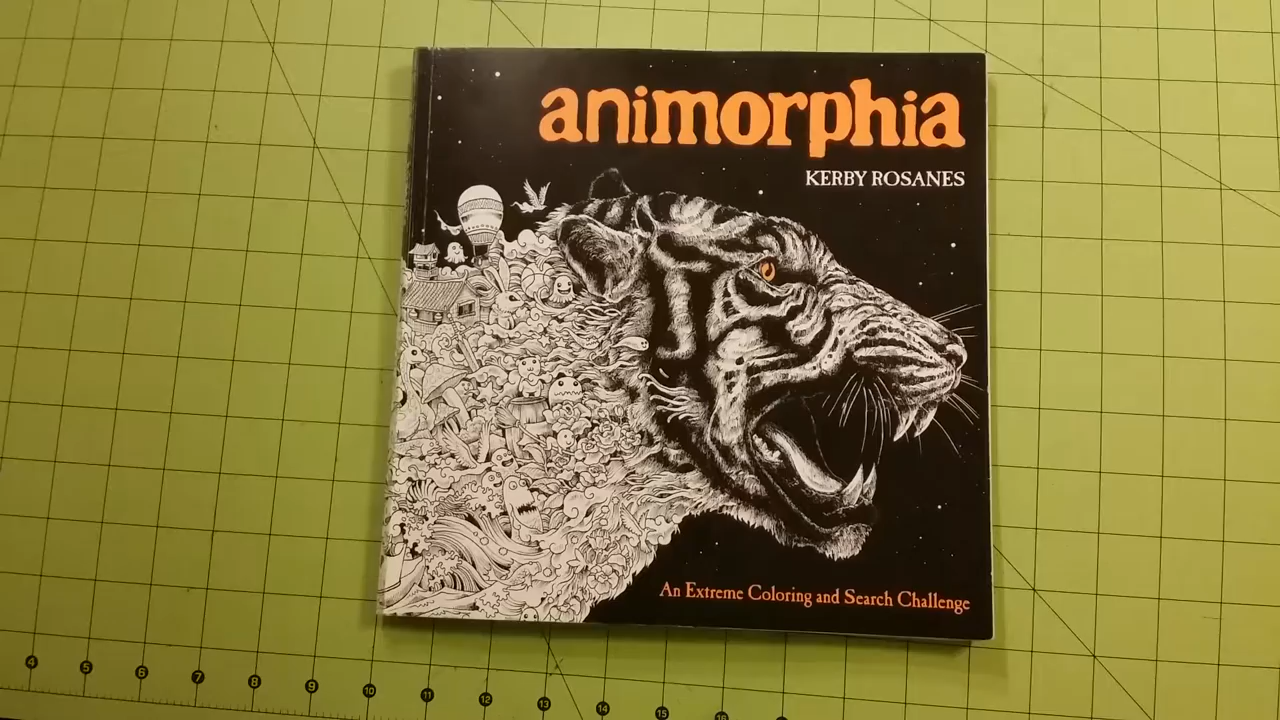 animorphia
KERBY ROSANES
An Extreme Coloring and Search Challenge
4 5 6 7 8 9 10 11 12 13 14 15 16